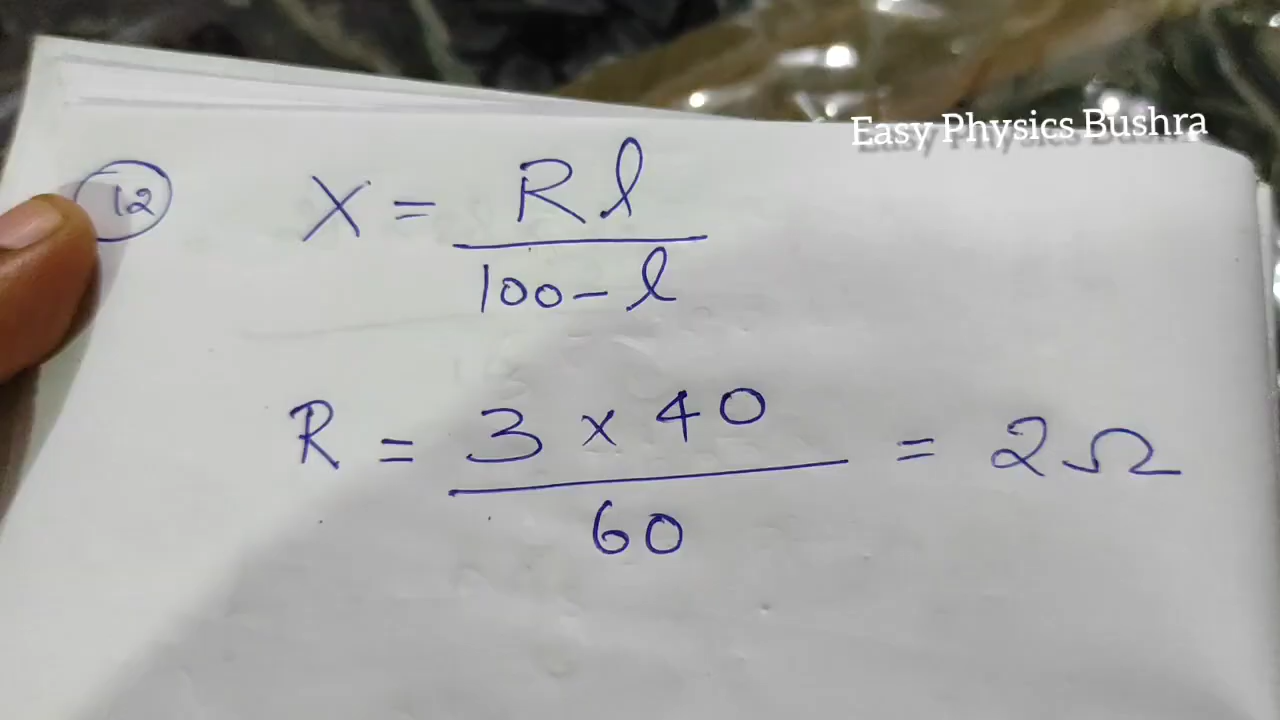 Easy Physics Bushra
12
X = Rl / 100 - l
R = 3 × 40 / 60 = 2Ω